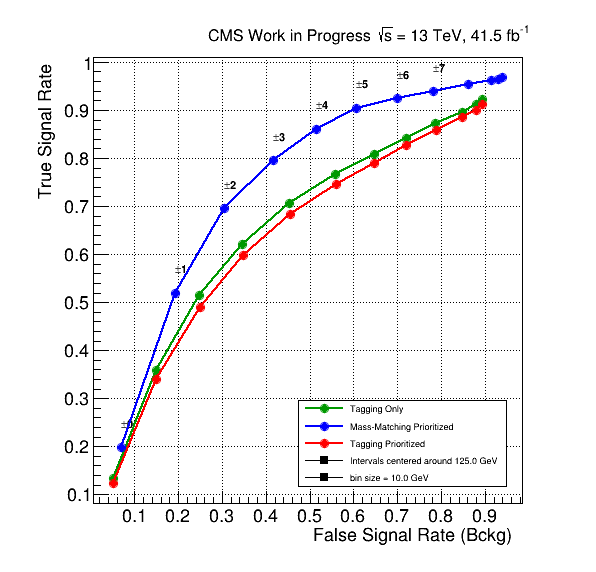 CMS Work in Progress √s = 13 TeV, 41.5 fb⁻¹
True Signal Rate
1
0.9
0.8
0.7
0.6
0.5
0.4
0.3
0.2
0.1
±0
±1
±2
±3
±4
±5
±6
±7
Tagging Only
Mass-Matching Prioritized
Tagging Prioritized
Intervals centered around 125.0 GeV
bin size = 10.0 GeV
0.1 0.2 0.3 0.4 0.5 0.6 0.7 0.8 0.9
False Signal Rate (Bckg)